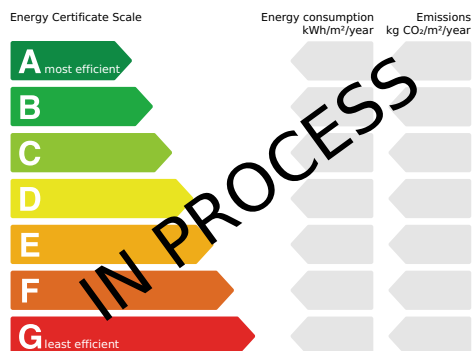 Energy Certificate Scale
Energy consumption
kWh/m²/year
Emissions
kg CO₂/m²/year
A most efficient
B
C
D
E
F
G least efficient
IN PROCESS